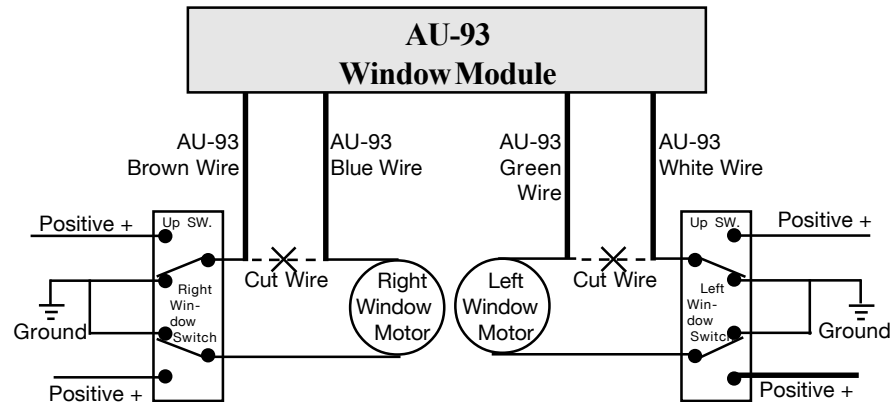 AU-93
Window Module
AU-93
Brown Wire
AU-93
Blue Wire
AU-93
Green
Wire
AU-93
White Wire
Positive +
Up SW.
Cut Wire
Right
Win-
dow
Switch
Ground
Positive +
Right
Window
Motor
Left
Window
Motor
Cut Wire
Up SW.
Positive +
Left
Win-
dow
Switch
Ground
Positive +